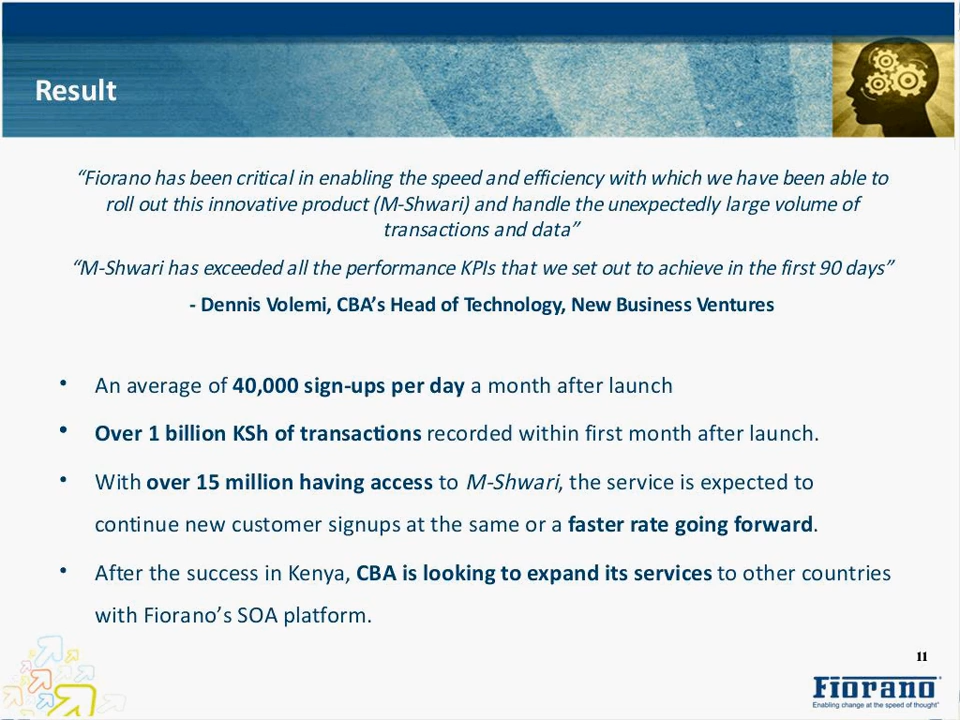 Result
“Fiorano has been critical in enabling the speed and efficiency with which we have been able to
roll out this innovative product (M-Shwari) and handle the unexpectedly large volume of
transactions and data”
“M-Shwari has exceeded all the performance KPIs that we set out to achieve in the first 90 days”
- Dennis Volemi, CBA’s Head of Technology, New Business Ventures
• An average of 40,000 sign-ups per day a month after launch
• Over 1 billion KSh of transactions recorded within first month after launch.
• With over 15 million having access to M-Shwari, the service is expected to
continue new customer signups at the same or a faster rate going forward.
• After the success in Kenya, CBA is looking to expand its services to other countries
with Fiorano’s SOA platform.
11
Fiorano®
Enabling change at the speed of thought™